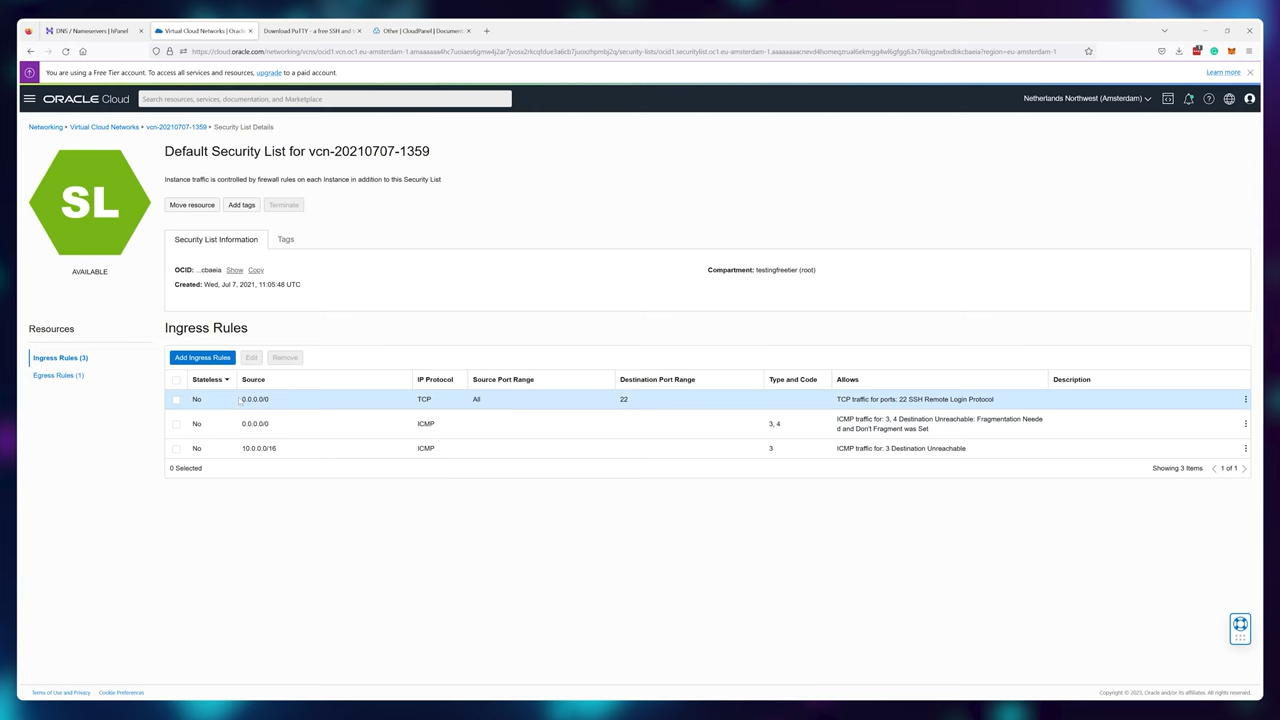 DNS / Nameservers | hPanel
Virtual Cloud Networks | Oracl
Download PuTTY - a free SSH and t
Other | CloudPanel | Document
You are using a Free Tier account. To access all services and resources, upgrade to a paid account.
Learn more
ORACLE Cloud
Search resources, services, documentation, and Marketplace
Netherlands Northwest (Amsterdam)
Networking • Virtual Cloud Networks • vcn-20210707-1359 • Security List Details
SL
AVAILABLE
Default Security List for vcn-20210707-1359
Instance traffic is controlled by firewall rules on each Instance in addition to this Security List
Move resource Add tags Terminate
Security List Information Tags
OCID: ...cbaeia Show Copy
Compartment: testingfreetier (root)
Created: Wed, Jul 7, 2021, 11:05:48 UTC
Resources
Ingress Rules (3)
Egress Rules (1)
Ingress Rules
Add Ingress Rules Edit Remove
Stateless Source IP Protocol Source Port Range Destination Port Range Type and Code Allows Description
No 0.0.0.0/0 TCP All 22 TCP traffic for ports: 22 SSH Remote Login Protocol
No 0.0.0.0/0 ICMP 3, 4 ICMP traffic for: 3, 4 Destination Unreachable: Fragmentation Neede
d and Don't Fragment was Set
No 10.0.0.0/16 ICMP 3 ICMP traffic for: 3 Destination Unreachable
0 Selected
Showing 3 Items 1 of 1
Terms of Use and Privacy Cookie Preferences
Copyright © 2023, Oracle and/or its affiliates. All rights reserved.